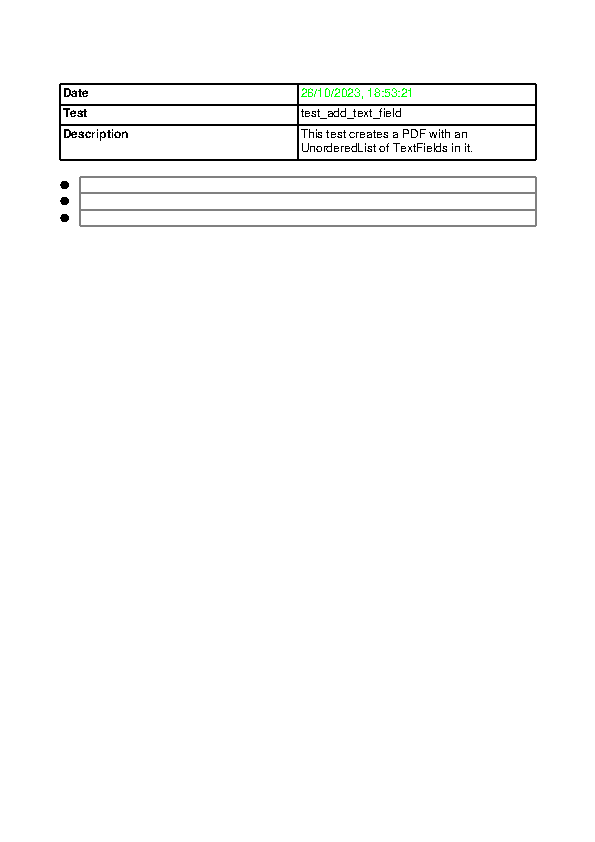 Date 26/10/2023, 18:53:21
Test test_add_text_field
Description This test creates a PDF with an
UnorderedList of TextFields in it.